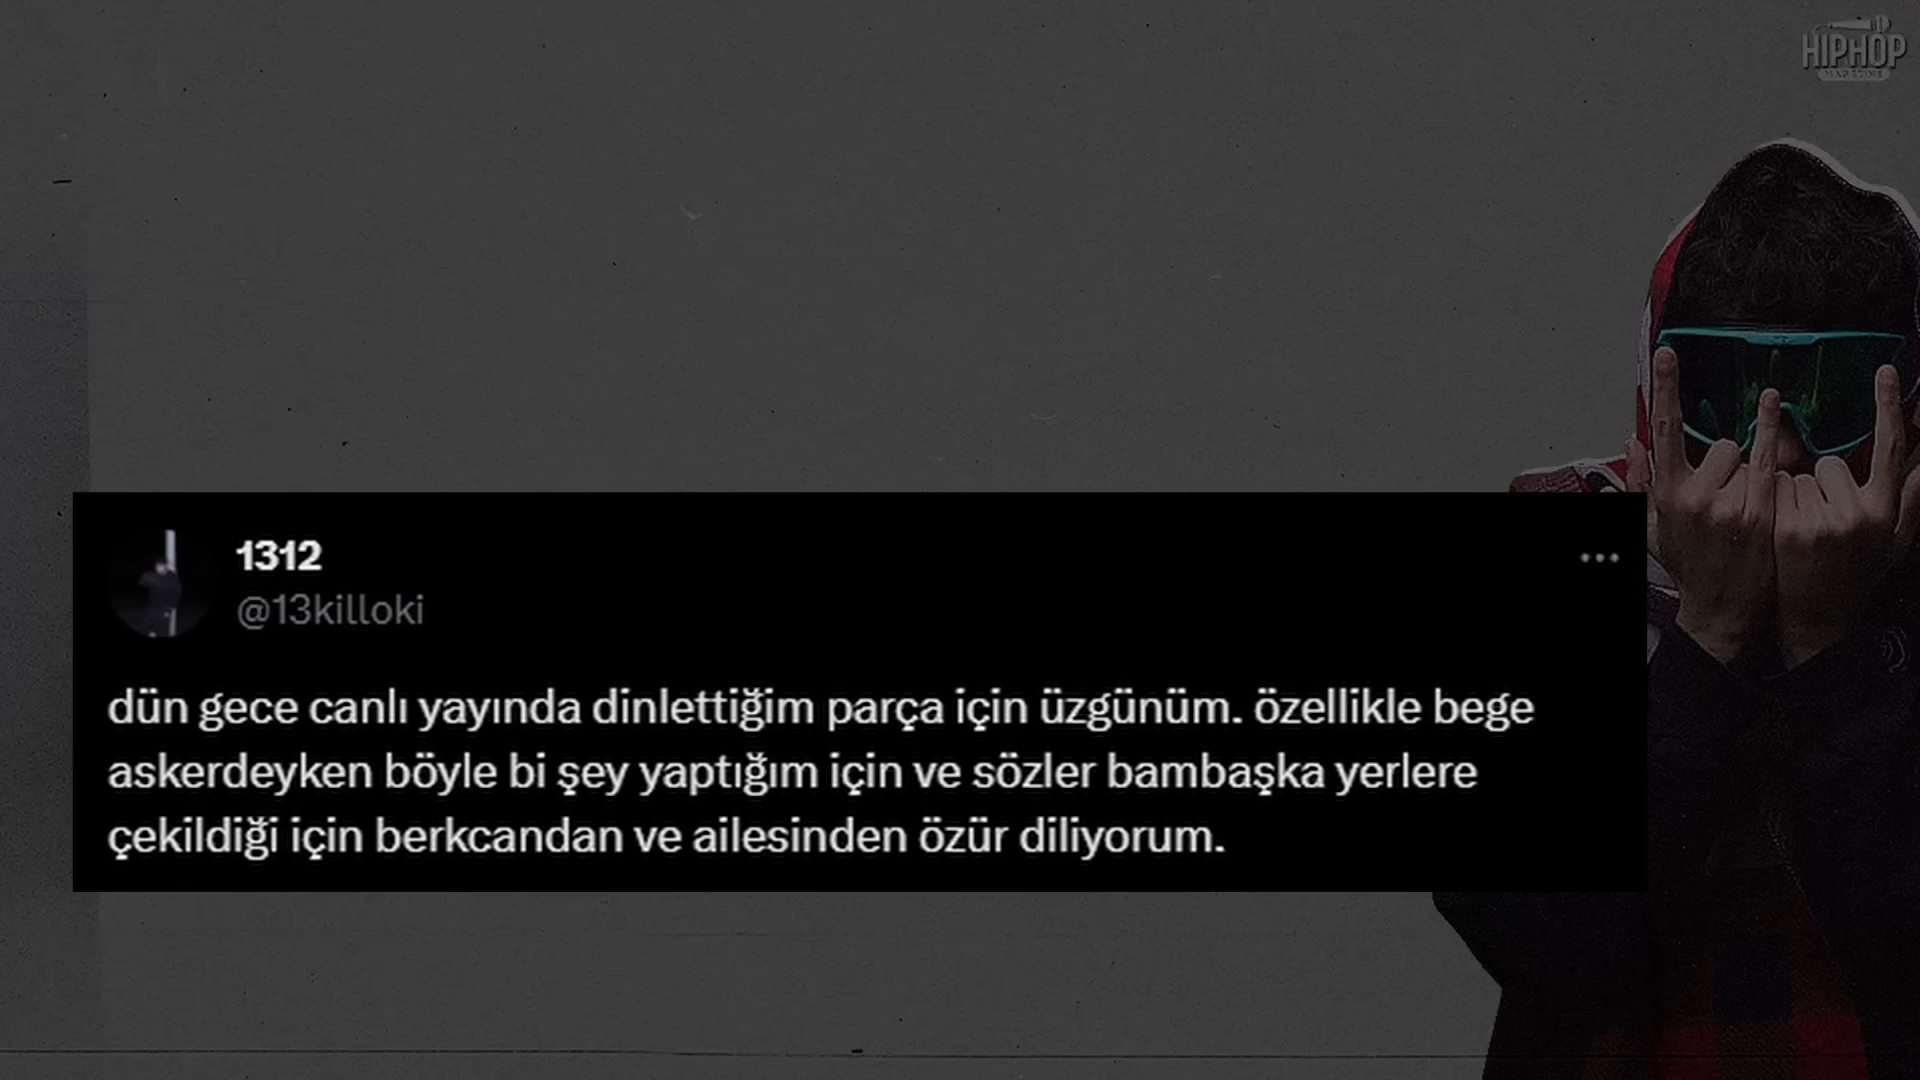 HIPHOP
1312
@13killoki
dün gece canlı yayında dinlettiğim parça için üzgünüm. özellikle bege
askerdeyken böyle bi şey yaptığım için ve sözler bambaşka yerlere
çekildiği için berkcandan ve ailesinden özür diliyorum.